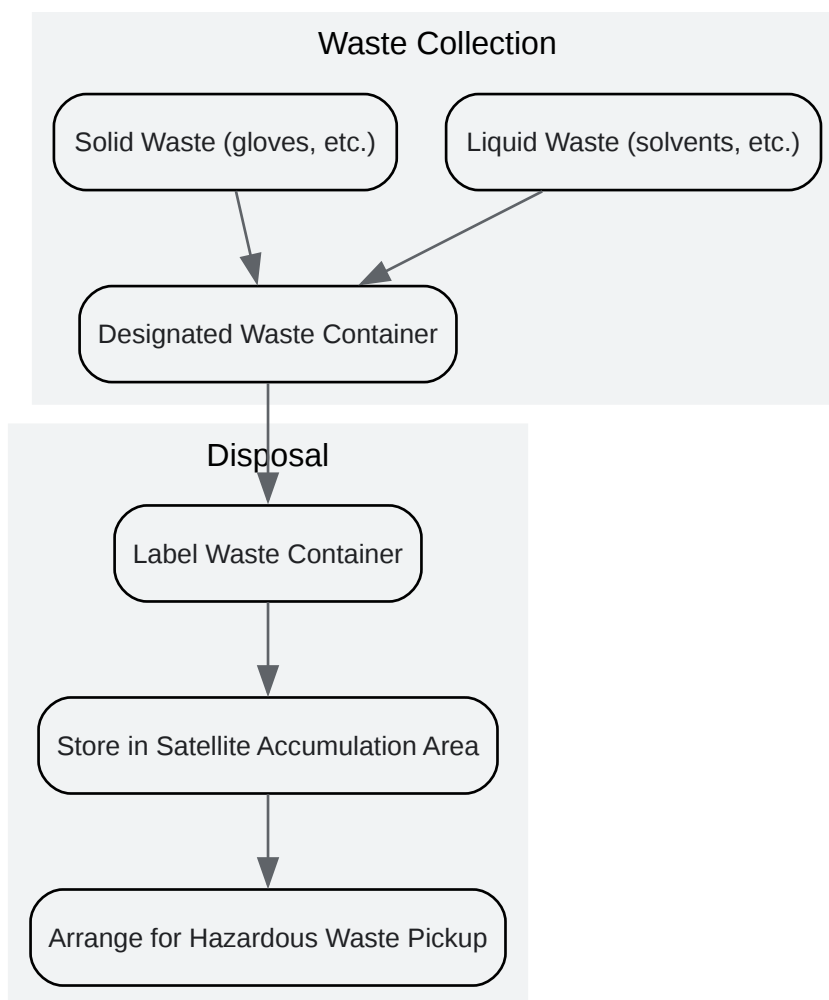 Waste Collection
Solid Waste (gloves, etc.)
Liquid Waste (solvents, etc.)
Designated Waste Container
Disposal
Label Waste Container
Store in Satellite Accumulation Area
Arrange for Hazardous Waste Pickup